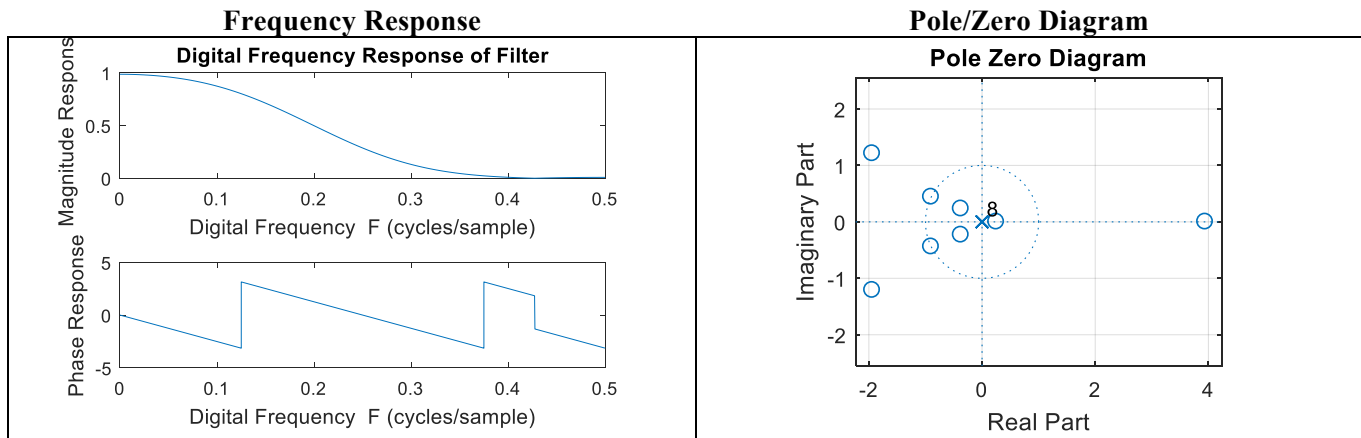 Frequency Response
Pole/Zero Diagram
Digital Frequency Response of Filter
Magnitude Respons
1
0.5
0
0
0.1
0.2
0.3
0.4
0.5
Digital Frequency F (cycles/sample)
Phase Response
5
0
-5
0
0.1
0.2
0.3
0.4
0.5
Digital Frequency F (cycles/sample)
Pole Zero Diagram
Imaginary Part
2
1
0
-1
-2
8
-2
0
2
4
Real Part